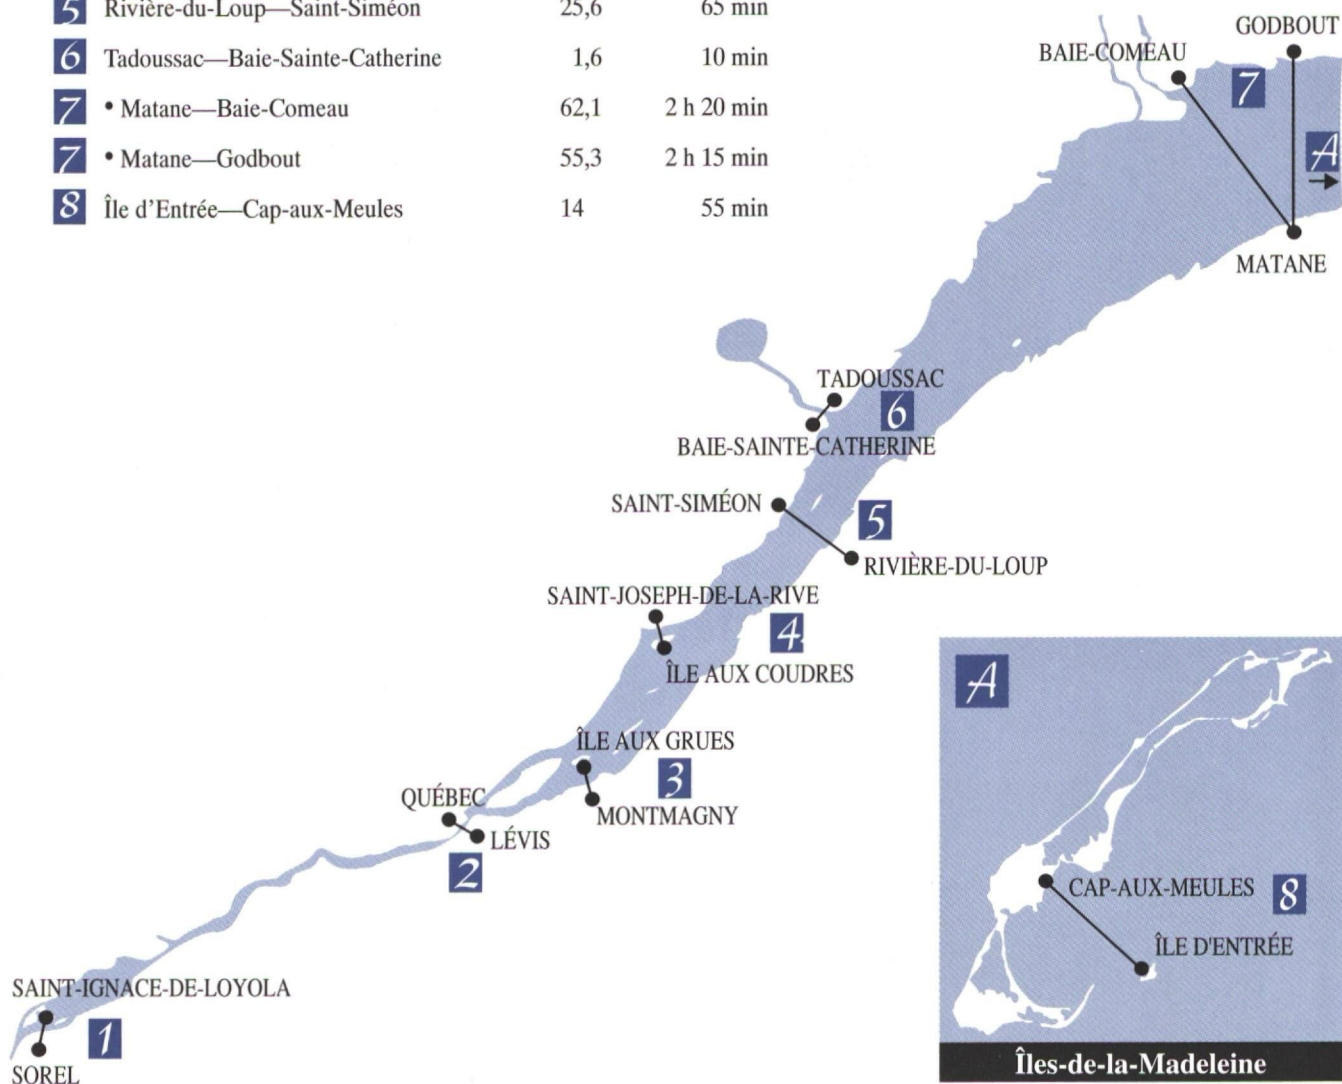 5 Rivière-du-Loup—Saint-Siméon 25,6 65 min
6 Tadoussac—Baie-Sainte-Catherine 1,6 10 min
7 • Matane—Baie-Comeau 62,1 2 h 20 min
7 • Matane—Godbout 55,3 2 h 15 min
8 Île d'Entrée—Cap-aux-Meules 14 55 min
GODBOUT
BAIE-COMEAU
7
A
MATANE
TADOUSSAC
6
BAIE-SAINTE-CATHERINE
SAINT-SIMÉON
5
RIVIÈRE-DU-LOUP
SAINT-JOSEPH-DE-LA-RIVE
4
ÎLE AUX COUDRES
ÎLE AUX GRUES
3
MONTMAGNY
QUÉBEC
LÉVIS
2
SAINT-IGNACE-DE-LOYOLA
1
SOREL
A
CAP-AUX-MEULES 8
ÎLE D'ENTRÉE
Îles-de-la-Madeleine